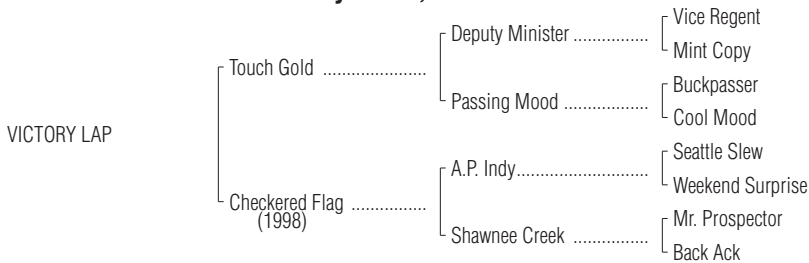 Vice Regent
Deputy Minister ................
Mint Copy
Touch Gold ......................
Buckpasser
Passing Mood .................
Cool Mood
VICTORY LAP
Seattle Slew
A.P. Indy......................
Weekend Surprise
Checkered Flag ................
(1998)
Mr. Prospector
Shawnee Creek ................
Back Ack